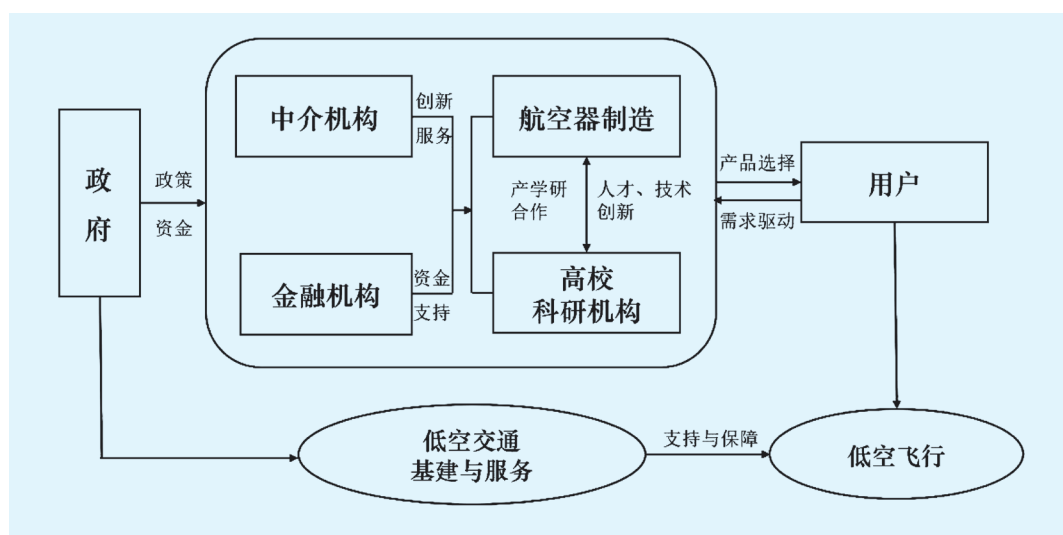 政
府
政策
资金
中介机构
创新
服务
金融机构
资金
支持
航空器制造
产学研
合作
人才、技术
创新
高校
科研机构
产品选择
需求驱动
用户
低空交通
基建与服务
支持与保障
低空飞行